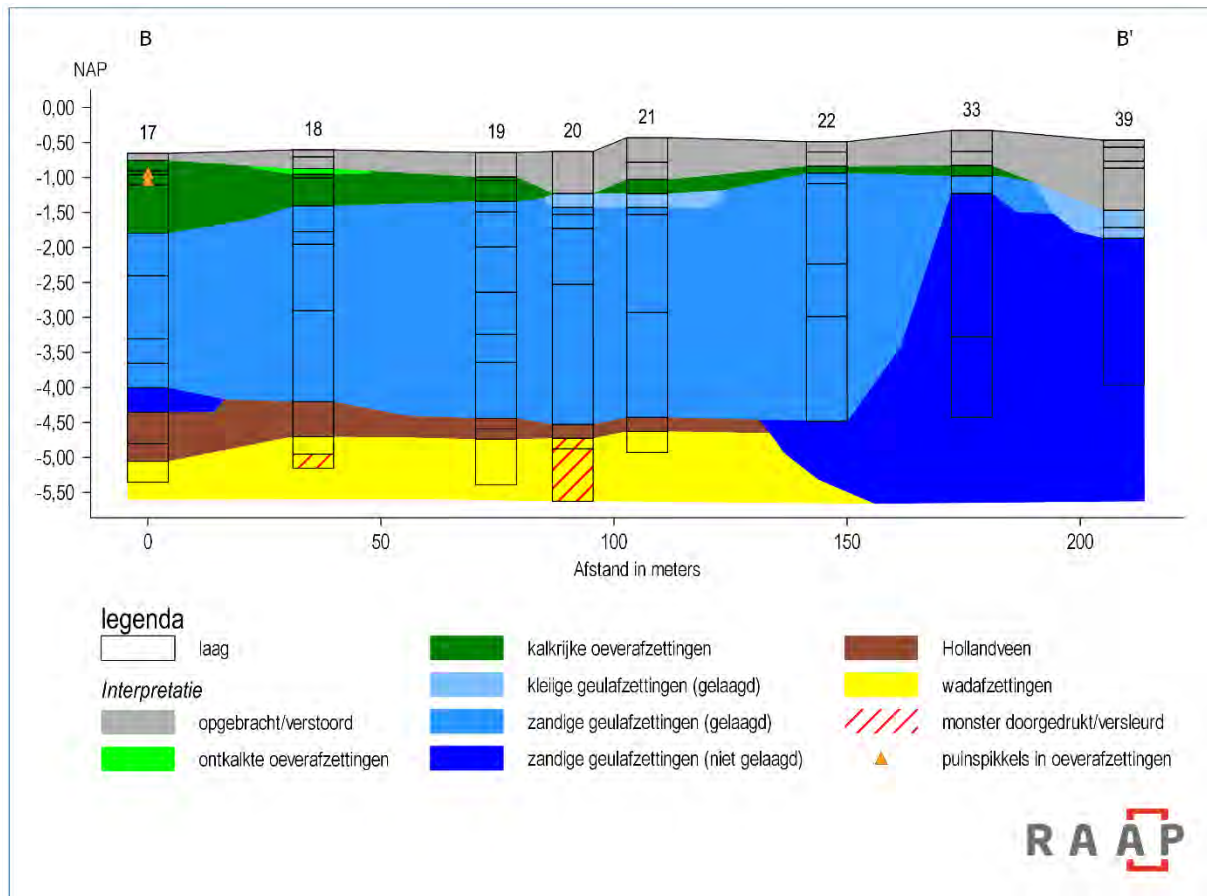 B B'
NAP
17 18 19 20 21 22 33 39
0,00
-0,50
-1,00
-1,50
-2,00
-2,50
-3,00
-3,50
-4,00
-4,50
-5,00
-5,50
0 50 100 150 200
Afstand in meters
legenda
laag
Interpretatie
opgebracht/verstoord
ontkalkte oeverafzettingen
kalkrijke oeverafzettingen
kleiige geulafzettingen (gelaagd)
zandige geulafzettingen (gelaagd)
zandige geulafzettingen (niet gelaagd)
Hollandveen
wadafzettingen
monster doorgedrukt/versleurd
puinspikkels in oeverafzettingen
RAAP